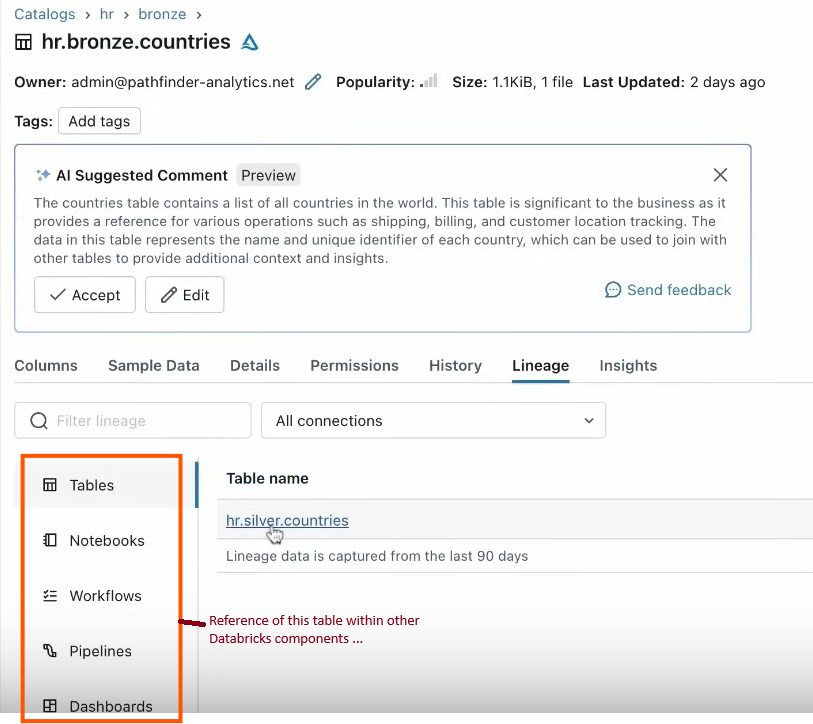 Catalogs › hr › bronze ›
hr.bronze.countries
Owner: admin@pathfinder-analytics.net Popularity: Size: 1.1KiB, 1 file Last Updated: 2 days ago
Tags: Add tags
AI Suggested Comment Preview
The countries table contains a list of all countries in the world. This table is significant to the business as it
provides a reference for various operations such as shipping, billing, and customer location tracking. The
data in this table represents the name and unique identifier of each country, which can be used to join with
other tables to provide additional context and insights.
Accept Edit Send feedback
Columns Sample Data Details Permissions History Lineage Insights
Filter lineage All connections
Tables
Notebooks
Workflows
Pipelines
Dashboards
Table name
hr.silver.countries
Lineage data is captured from the last 90 days
Reference of this table within other
Databricks components ...